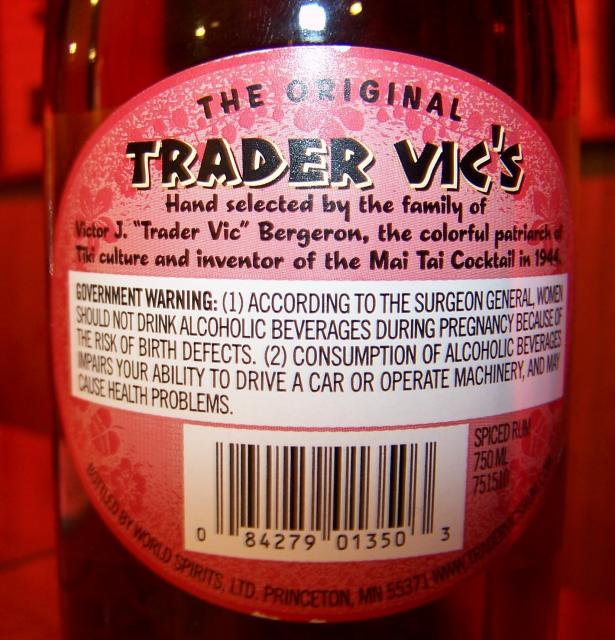 THE ORIGINAL
TRADER VIC'S
Hand selected by the family of
Victor J. "Trader Vic" Bergeron, the colorful patriarch of
Tiki culture and inventor of the Mai Tai Cocktail in 1944.
GOVERNMENT WARNING: (1) ACCORDING TO THE SURGEON GENERAL, WOMEN
SHOULD NOT DRINK ALCOHOLIC BEVERAGES DURING PREGNANCY BECAUSE OF
THE RISK OF BIRTH DEFECTS. (2) CONSUMPTION OF ALCOHOLIC BEVERAGES
IMPAIRS YOUR ABILITY TO DRIVE A CAR OR OPERATE MACHINERY, AND MAY
CAUSE HEALTH PROBLEMS.
SPICED RUM
750 ML
751510
0 84279 01350 3
BOTTLED BY WORLD SPIRITS, LTD. PRINCETON, MN 55371